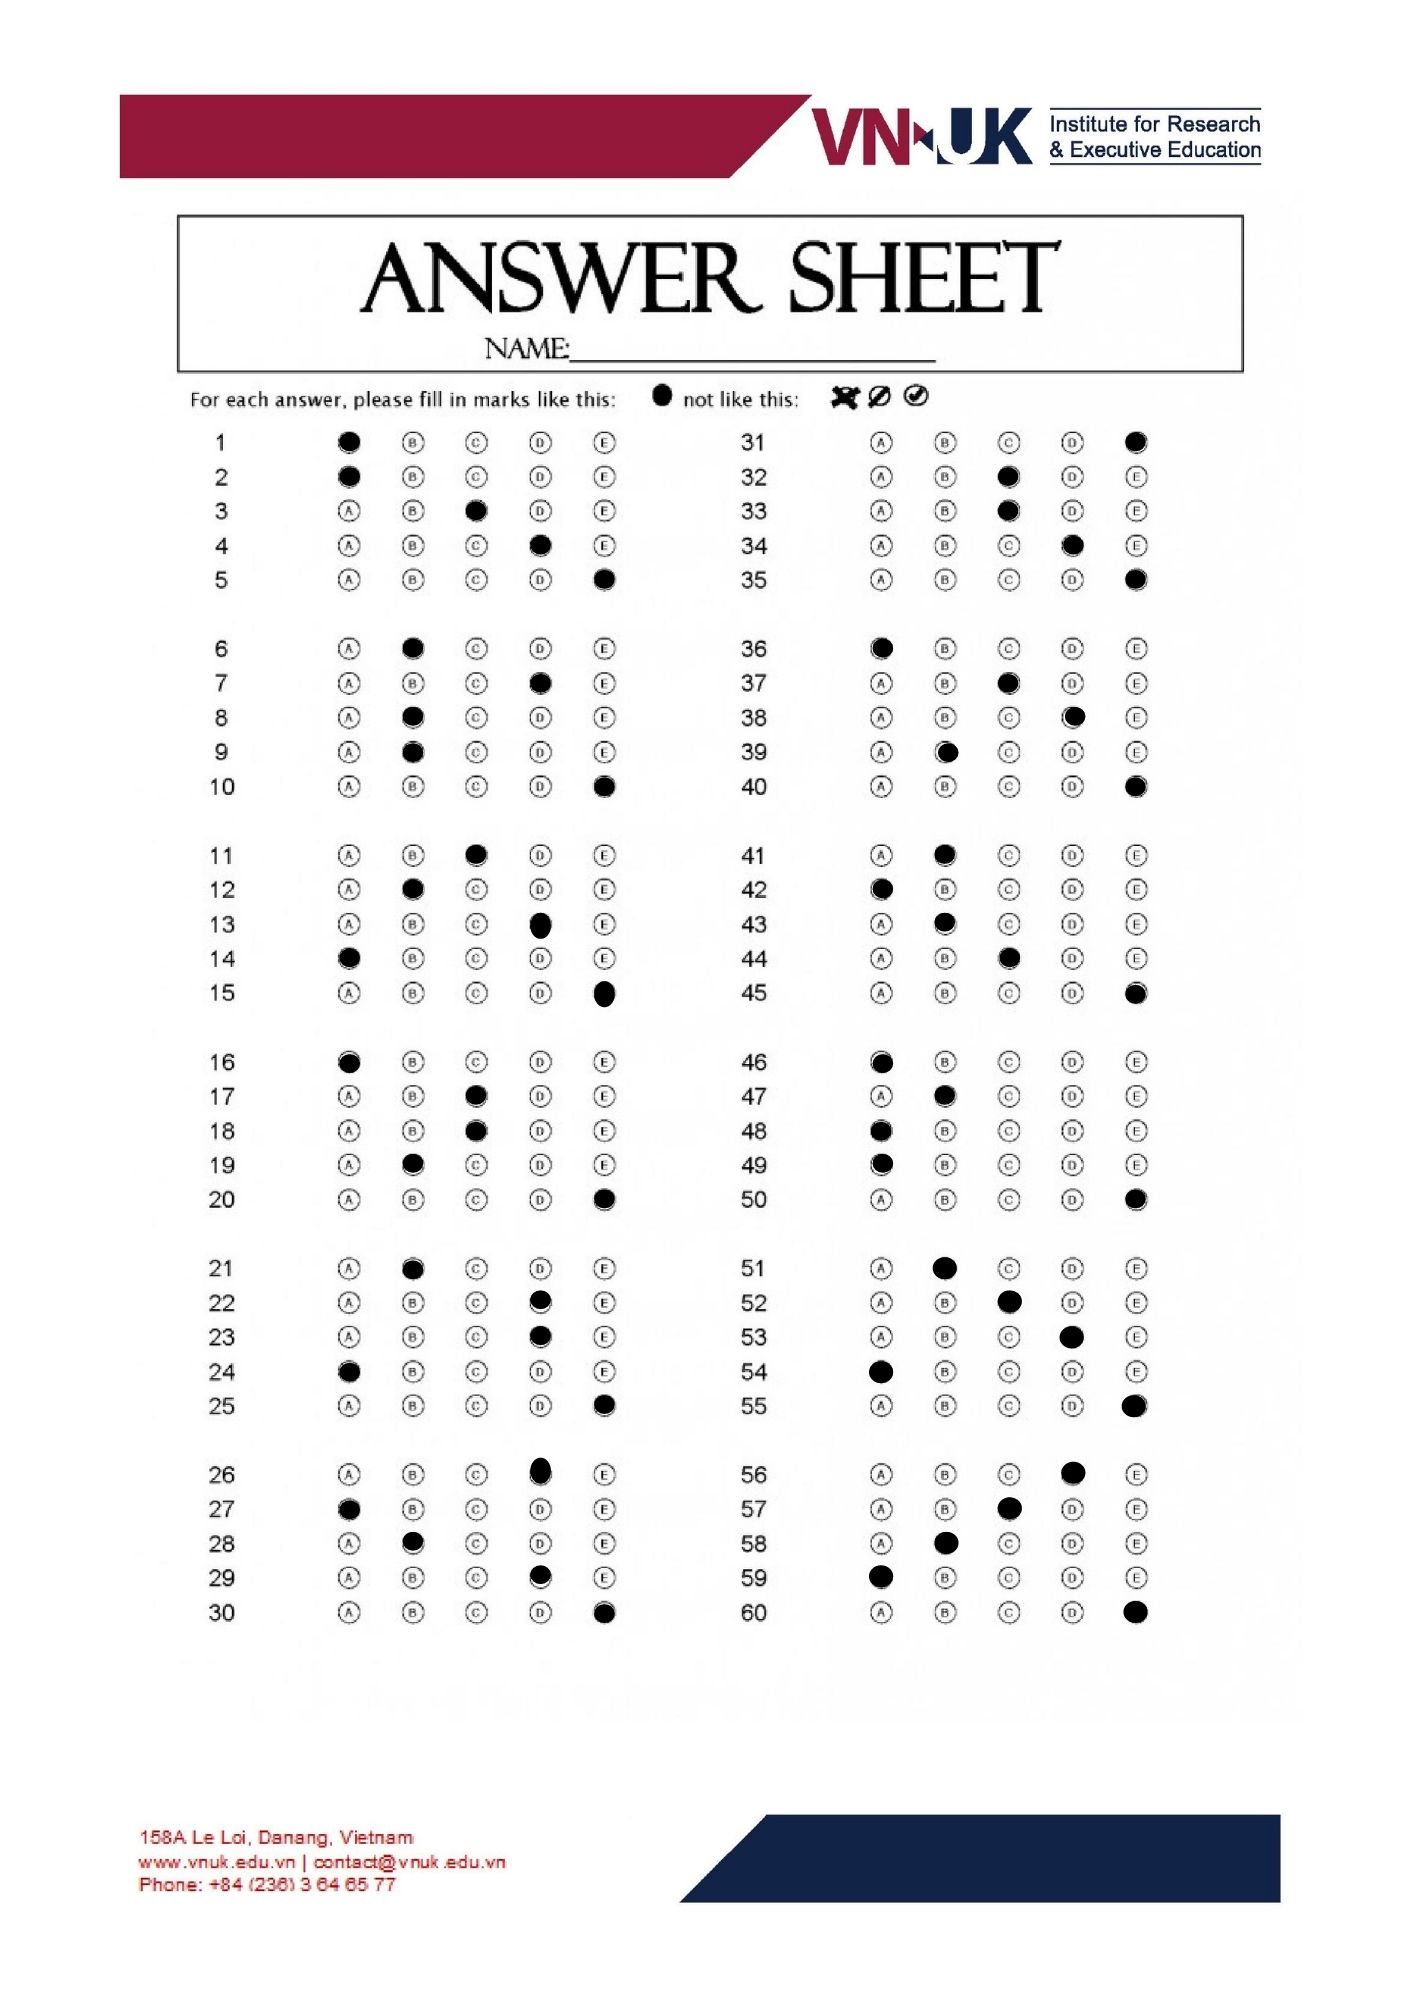 VN UK Institute for Research
& Executive Education
ANSWER SHEET
NAME:
For each answer, please fill in marks like this: not like this:
1 B C D E 31 A B C D
2 B C D E 32 A B D E
3 A B D E 33 A B D E
4 A B C E 34 A B C E
5 A B C D 35 A B C D
6 A C D E 36 B C D E
7 A B C E 37 A B D E
8 A C D E 38 A B C E
9 A C D E 39 A C D E
10 A B C D 40 A B C D
11 A B D E 41 A C D E
12 A C D E 42 B C D E
13 A B C E 43 A C D E
14 B C D E 44 A B D E
15 A B C D 45 A B C D
16 B C D E 46 B C D E
17 A B D E 47 A C D E
18 A B D E 48 B C D E
19 A C D E 49 B C D E
20 A B C D 50 A B C D
21 A C D E 51 A C D E
22 A B C E 52 A B D E
23 A B C E 53 A B C E
24 B C D E 54 B C D E
25 A B C D 55 A B C D
26 A B C E 56 A B C E
27 B C D E 57 A B D E
28 A C D E 58 A C D E
29 A B C E 59 B C D E
30 A B C D 60 A B C D
158A Le Loi, Danang, Vietnam
www.vnuk.edu.vn | contact@vnuk.edu.vn
Phone: +84 (236) 3 64 65 77